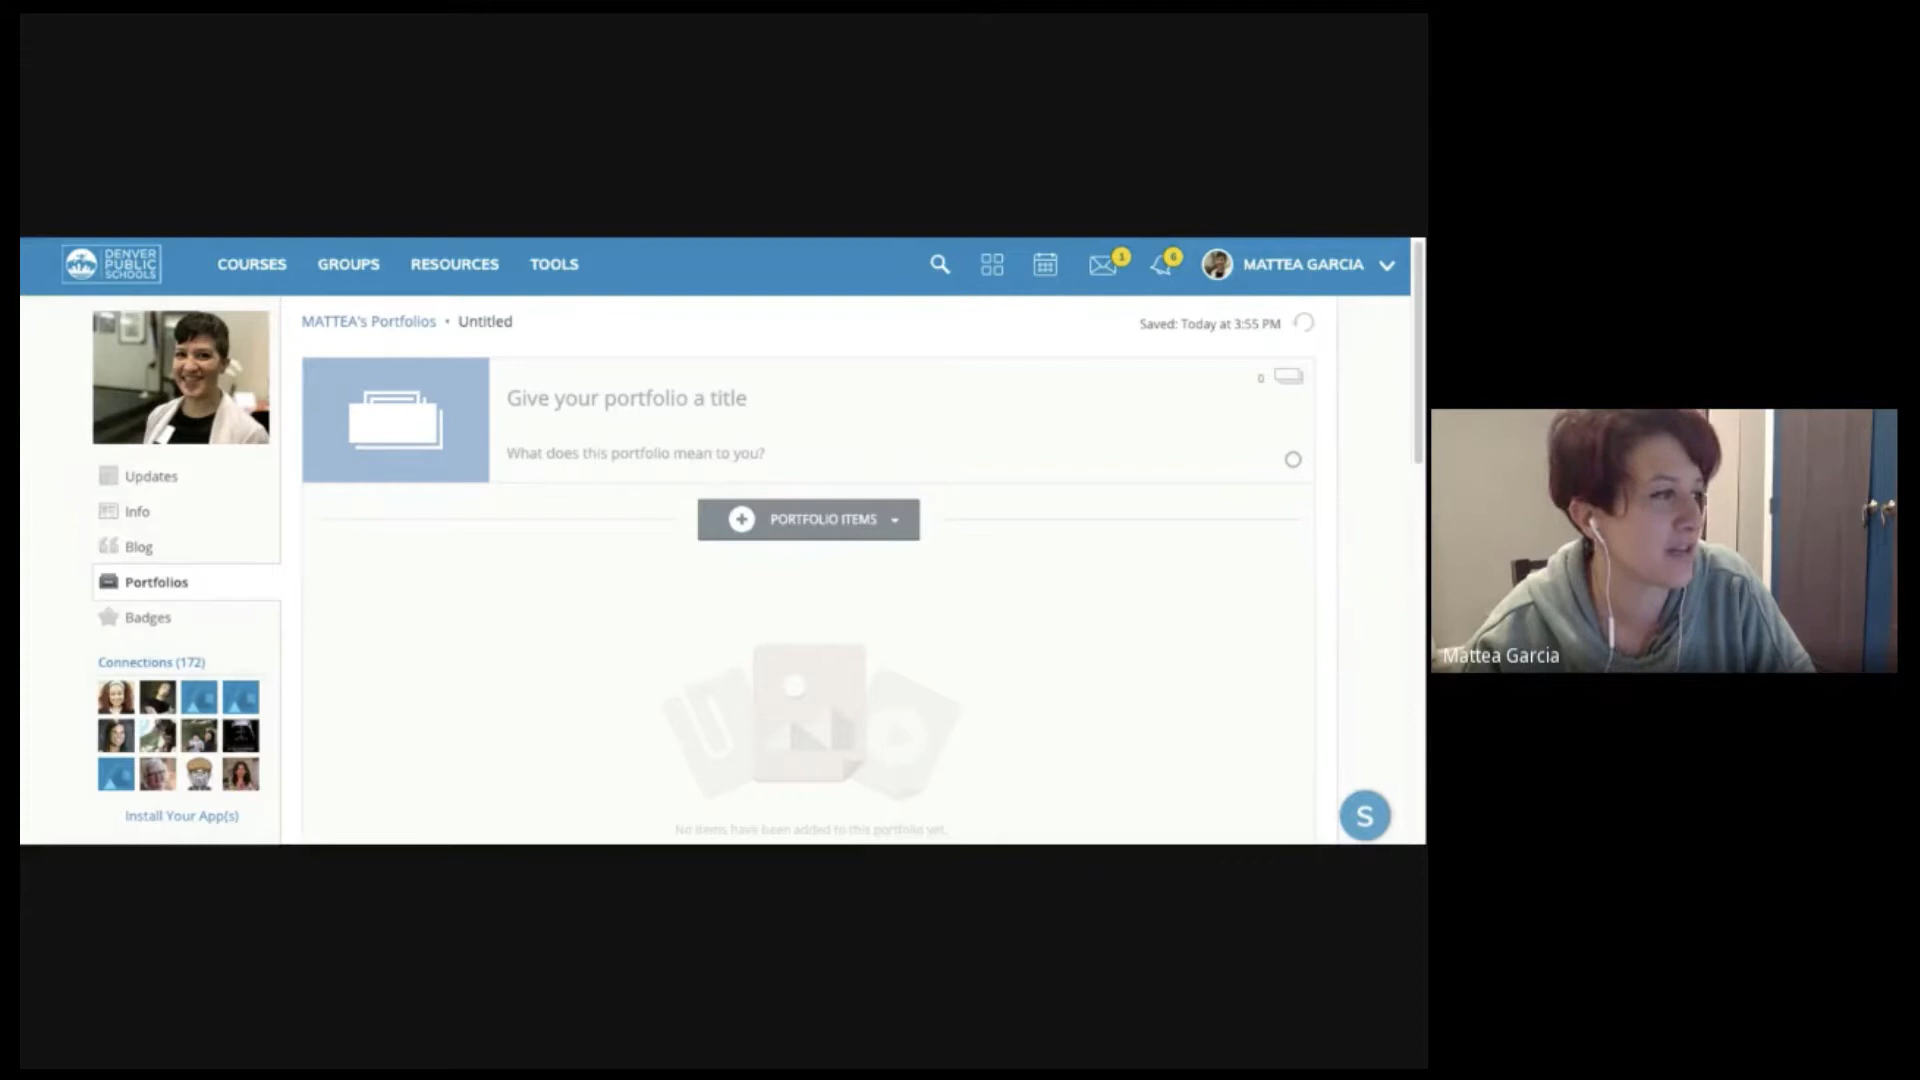 DENVER
PUBLIC
SCHOOLS
COURSES GROUPS RESOURCES TOOLS
1
6
MATTEA GARCIA
MATTEA's Portfolios • Untitled
Saved: Today at 3:55 PM
Give your portfolio a title
0
What does this portfolio mean to you?
PORTFOLIO ITEMS
Updates
Info
Blog
Portfolios
Badges
Connections (172)
Install Your App(s)
No items have been added to this portfolio yet.
S
Mattea Garcia